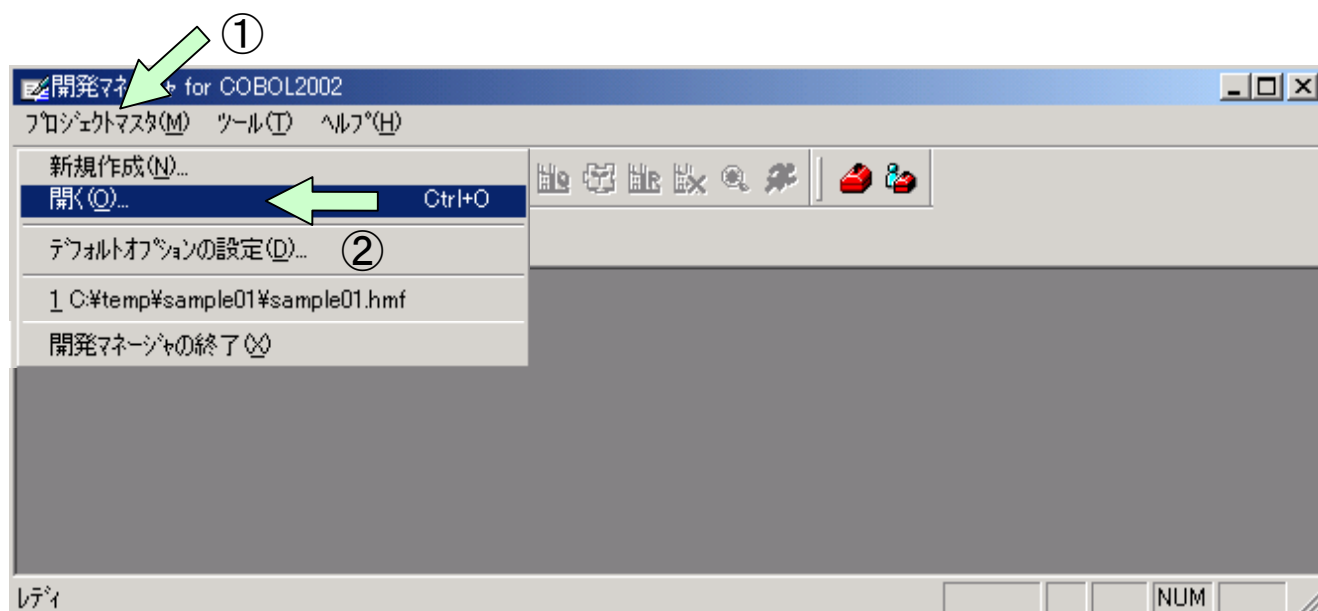 ①
開発マネージャ for COBOL2002
プロジェクトマスタ(M) ツール(T) ヘルプ(H)
新規作成(N)...
開く(O)... Ctrl+O
デフォルトオプションの設定(D)... ②
1 C:¥temp¥sample01¥sample01.hmf
開発マネージャの終了(X)
レディ NUM